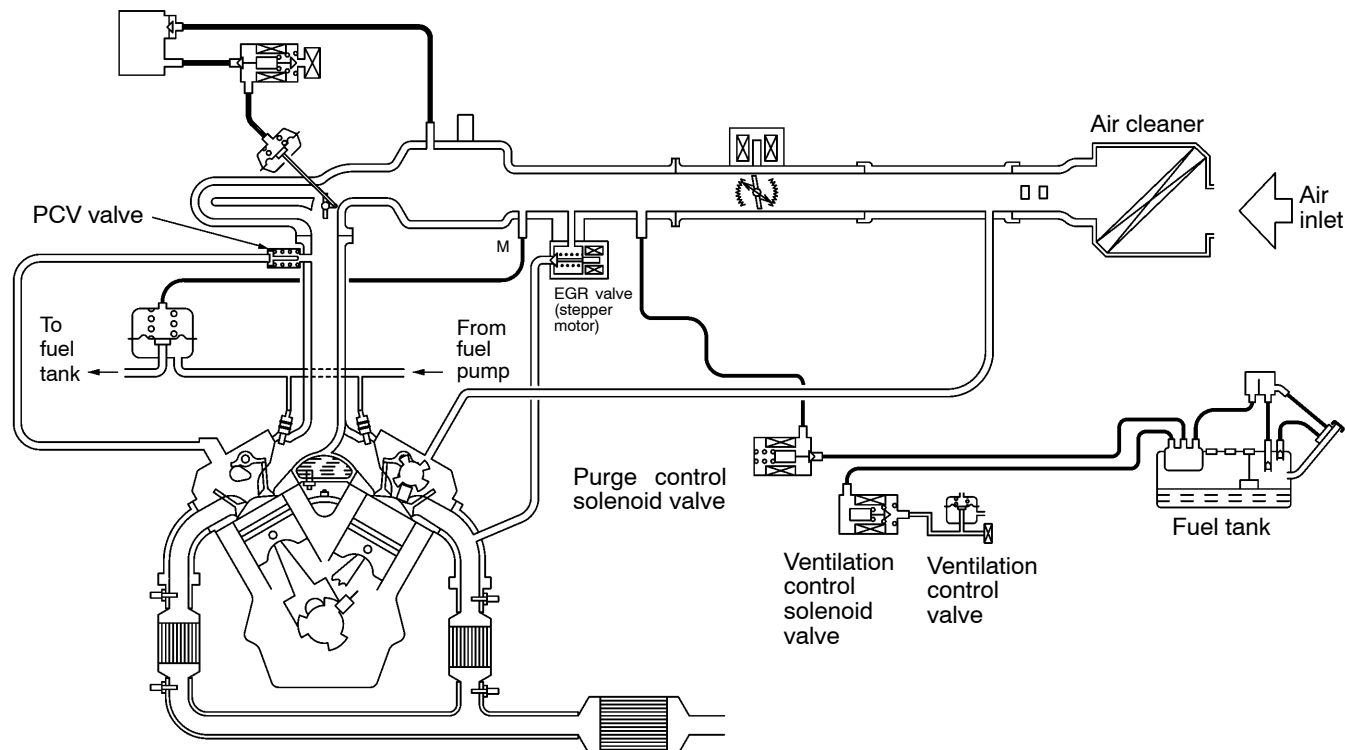 Air cleaner
Air
inlet
PCV valve
M
EGR valve
(stepper
motor)
To
fuel
tank
From
fuel
pump
Purge control
solenoid valve
Fuel tank
Ventilation
control
solenoid
valve
Ventilation
control
valve